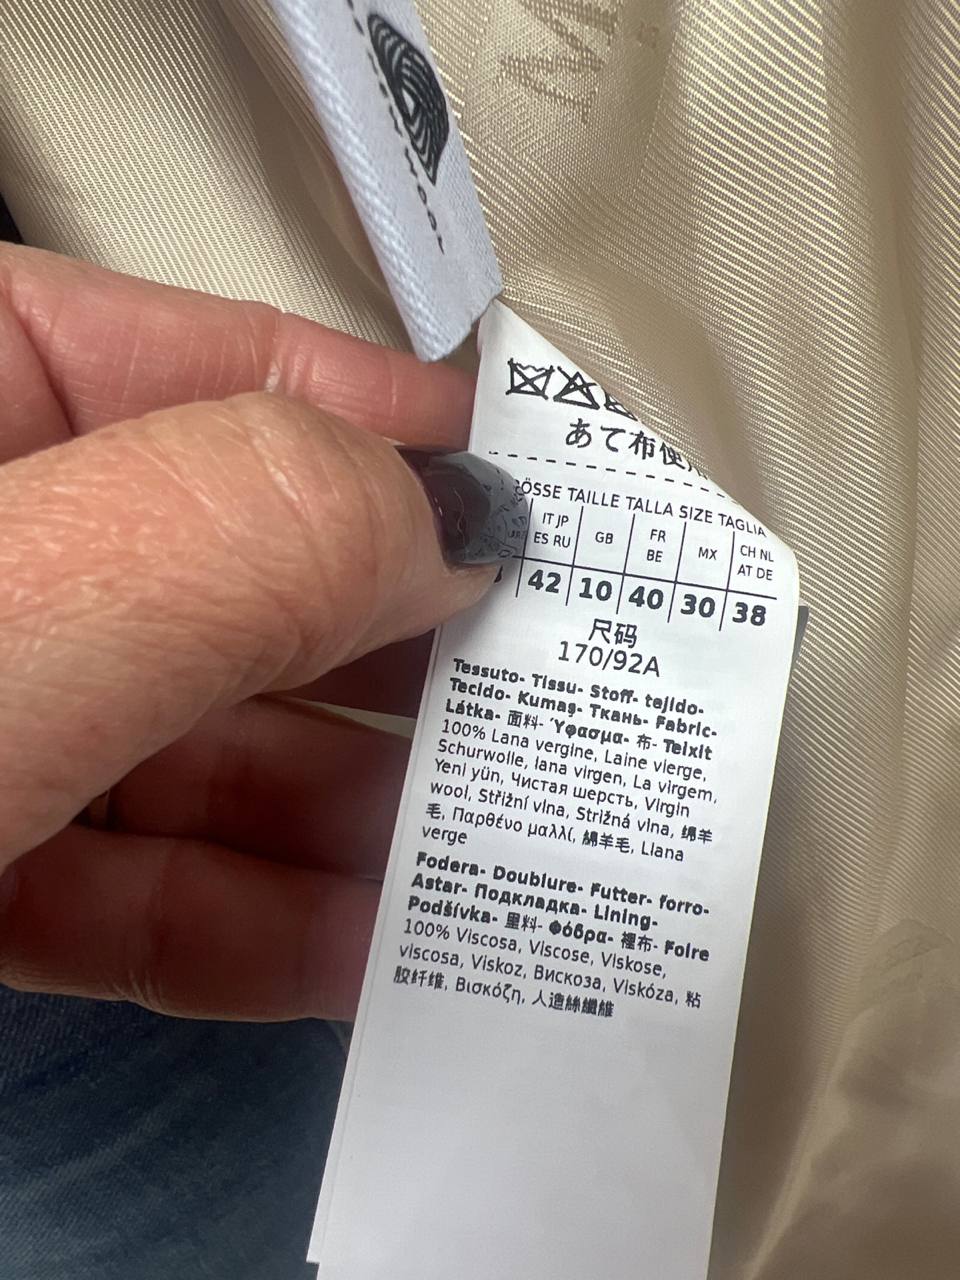 WOOL
あて布使
ÖSSE TAILLE TALLA SIZE TAGLIA
IT JP GB FR MX CH NL
ES RU BE AT DE
42 10 40 30 38
尺码
170/92A
Tessuto- Tissu- Stoff- tejido-
Tecido- Kumaş- Ткань- Fabric-
Látka- 面料- Ύφασμα- 布- Teixit
100% Lana vergine, Laine vierge,
Schurwolle, lana virgen, La virgem,
Yeni yün, Чистая шерсть, Virgin
wool, Střižní vlna, Strižná vlna, 绵羊
毛, Παρθένο μαλλί, 綿羊毛, Llana
verge
Fodera- Doublure- Futter- forro-
Astar- Подкладка- Lining-
Podšívka- 里料- Φόδρα- 裡布- Folre
100% Viscosa, Viscose, Viskose,
viscosa, Viskoz, Вискоза, Viskóza, 粘
胶纤维, Βισκόζη, 人造絲纖維